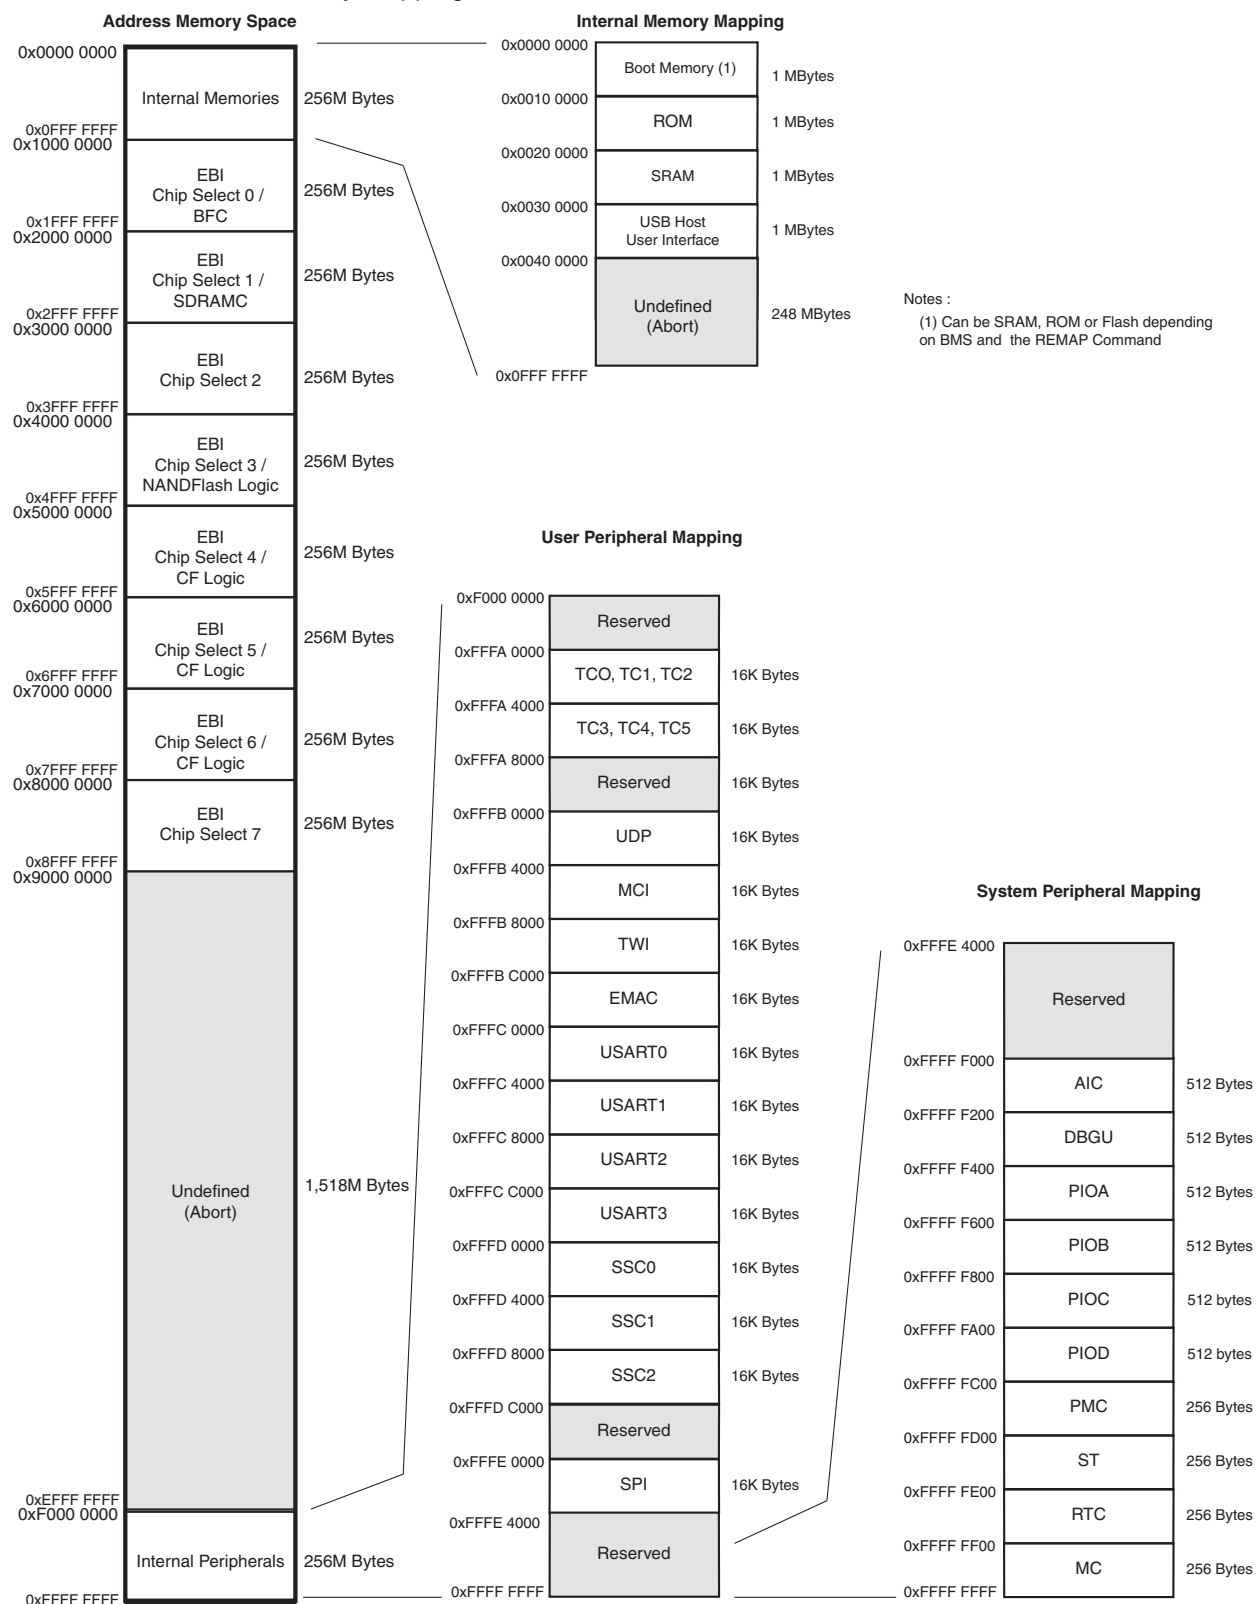 Address Memory Space
0x0000 0000
Internal Memories
256M Bytes
0x0FFF FFFF
0x1000 0000
EBI
Chip Select 0 /
BFC
256M Bytes
0x1FFF FFFF
0x2000 0000
EBI
Chip Select 1 /
SDRAMC
256M Bytes
0x2FFF FFFF
0x3000 0000
EBI
Chip Select 2
256M Bytes
0x3FFF FFFF
0x4000 0000
EBI
Chip Select 3 /
NANDFlash Logic
256M Bytes
0x4FFF FFFF
0x5000 0000
EBI
Chip Select 4 /
CF Logic
256M Bytes
0x5FFF FFFF
0x6000 0000
EBI
Chip Select 5 /
CF Logic
256M Bytes
0x6FFF FFFF
0x7000 0000
EBI
Chip Select 6 /
CF Logic
256M Bytes
0x7FFF FFFF
0x8000 0000
EBI
Chip Select 7
256M Bytes
0x8FFF FFFF
0x9000 0000
Undefined
(Abort)
1,518M Bytes
0xEFFF FFFF
0xF000 0000
Internal Peripherals
256M Bytes
0xFFFF FFFF
Internal Memory Mapping
0x0000 0000
Boot Memory (1)
1 MBytes
0x0010 0000
ROM
1 MBytes
0x0020 0000
SRAM
1 MBytes
0x0030 0000
USB Host
User Interface
1 MBytes
0x0040 0000
Undefined
(Abort)
248 MBytes
0x0FFF FFFF
Notes :
(1) Can be SRAM, ROM or Flash depending
on BMS and the REMAP Command
User Peripheral Mapping
0xF000 0000
Reserved
0xFFFA 0000
TCO, TC1, TC2
16K Bytes
0xFFFA 4000
TC3, TC4, TC5
16K Bytes
0xFFFA 8000
Reserved
16K Bytes
0xFFFB 0000
UDP
16K Bytes
0xFFFB 4000
MCI
16K Bytes
0xFFFB 8000
TWI
16K Bytes
0xFFFB C000
EMAC
16K Bytes
0xFFFC 0000
USART0
16K Bytes
0xFFFC 4000
USART1
16K Bytes
0xFFFC 8000
USART2
16K Bytes
0xFFFC C000
USART3
16K Bytes
0xFFFD 0000
SSC0
16K Bytes
0xFFFD 4000
SSC1
16K Bytes
0xFFFD 8000
SSC2
16K Bytes
0xFFFD C000
Reserved
0xFFFE 0000
SPI
16K Bytes
0xFFFE 4000
Reserved
0xFFFF FFFF
System Peripheral Mapping
0xFFFE 4000
Reserved
0xFFFF F000
AIC
512 Bytes
0xFFFF F200
DBGU
512 Bytes
0xFFFF F400
PIOA
512 Bytes
0xFFFF F600
PIOB
512 Bytes
0xFFFF F800
PIOC
512 bytes
0xFFFF FA00
PIOD
512 bytes
0xFFFF FC00
PMC
256 Bytes
0xFFFF FD00
ST
256 Bytes
0xFFFF FE00
RTC
256 Bytes
0xFFFF FF00
MC
256 Bytes
0xFFFF FFFF